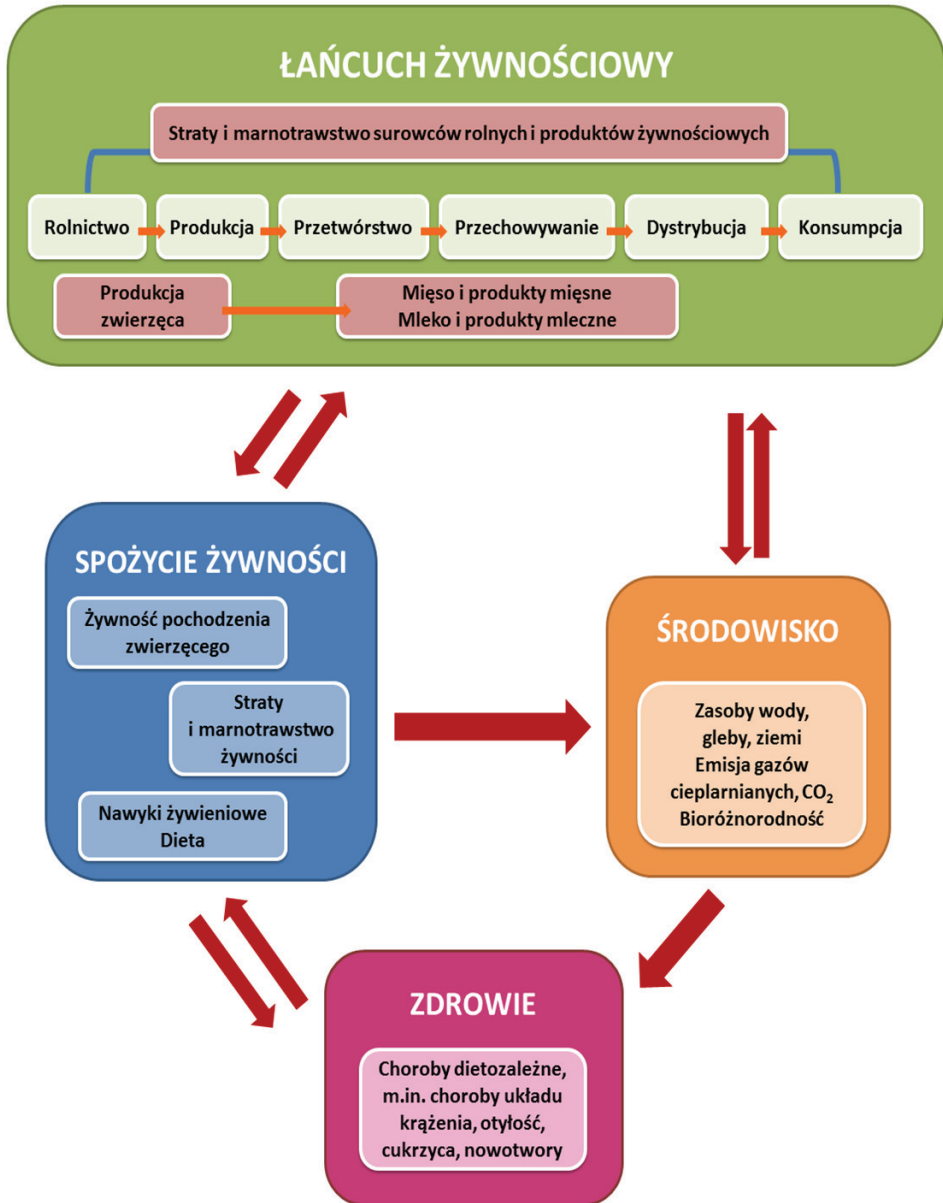 ŁAŃCUCH ŻYWNOŚCIOWY
Straty i marnotrawstwo surowców rolnych i produktów żywnościowych
Rolnictwo
Produkcja
Przetwórstwo
Przechowywanie
Dystrybucja
Konsumpcja
Produkcja
zwierzęca
Mięso i produkty mięsne
Mleko i produkty mleczne
SPOŻYCIE ŻYWNOŚCI
Żywność pochodzenia
zwierzęcego
Straty
i marnotrawstwo
żywności
Nawyki żywieniowe
Dieta
ŚRODOWISKO
Zasoby wody,
gleby, ziemi
Emisja gazów
cieplarnianych, CO₂
Bioróżnorodność
ZDROWIE
Choroby dietozależne,
m.in. choroby układu
krążenia, otyłość,
cukrzyca, nowotwory